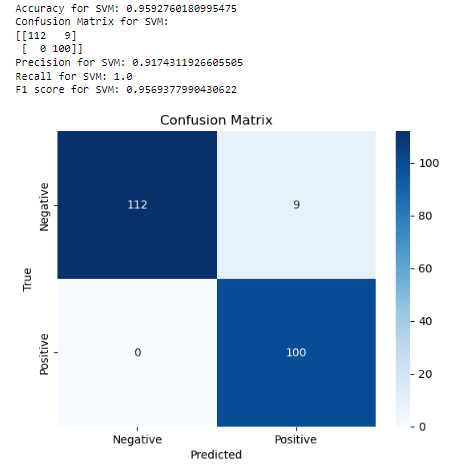 Accuracy for SVM: 0.9592760180995475
Confusion Matrix for SVM:
[[112   9]
 [  0 100]]
Precision for SVM: 0.9174311926605505
Recall for SVM: 1.0
F1 score for SVM: 0.9569377990430622
Confusion Matrix
Negative
112
9
100
80
True
60
Positive
0
100
40
20
0
Negative
Positive
Predicted